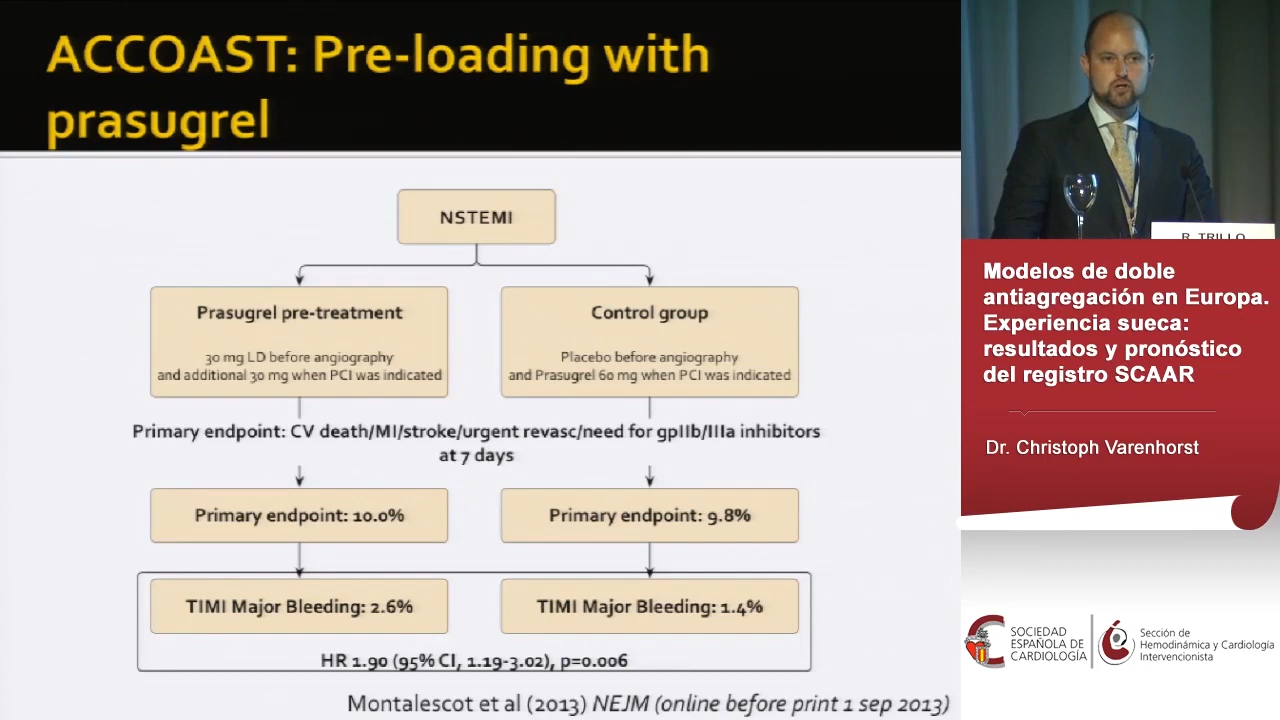 ACCOAST: Pre-loading with
prasugrel
NSTEMI
Prasugrel pre-treatment
30 mg LD before angiography
and additional 30 mg when PCI was indicated
Control group
Placebo before angiography
and Prasugrel 60 mg when PCI was indicated
Primary endpoint: CV death/MI/stroke/urgent revasc/need for gpIIb/IIIa inhibitors
at 7 days
Primary endpoint: 10.0%
Primary endpoint: 9.8%
TIMI Major Bleeding: 2.6%
TIMI Major Bleeding: 1.4%
HR 1.90 (95% CI, 1.19-3.02), p=0.006
Montalescot et al (2013) NEJM (online before print 1 sep 2013)
R. TRILLO
Modelos de doble
antiagregación en Europa.
Experiencia sueca:
resultados y pronóstico
del registro SCAAR
Dr. Christoph Varenhorst
SOCIEDAD
ESPAÑOLA DE
CARDIOLOGÍA
Sección de
Hemodinámica y Cardiología
Intervencionista